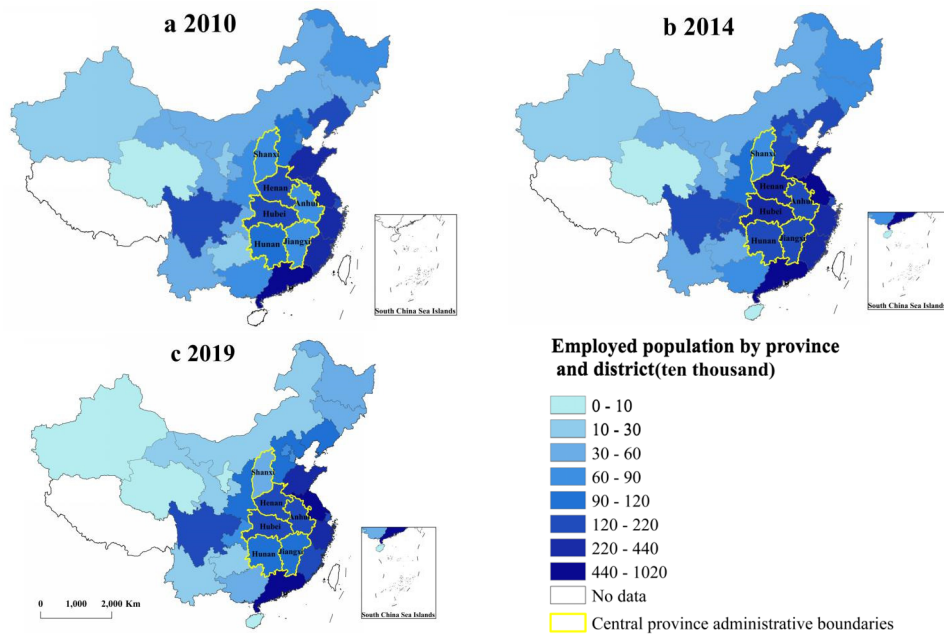 a 2010
Shanxi
Henan
Anhui
Hubei
Hunan
Jiangxi
South China Sea Islands
b 2014
Shanxi
Henan
Anhui
Hubei
Hunan
Jiangxi
South China Sea Islands
c 2019
Shanxi
Henan
Anhui
Hubei
Hunan
Jiangxi
0 1,000 2,000 Km
South China Sea Islands
Employed population by province
and district(ten thousand)
0 - 10
10 - 30
30 - 60
60 - 90
90 - 120
120 - 220
220 - 440
440 - 1020
No data
Central province administrative boundaries